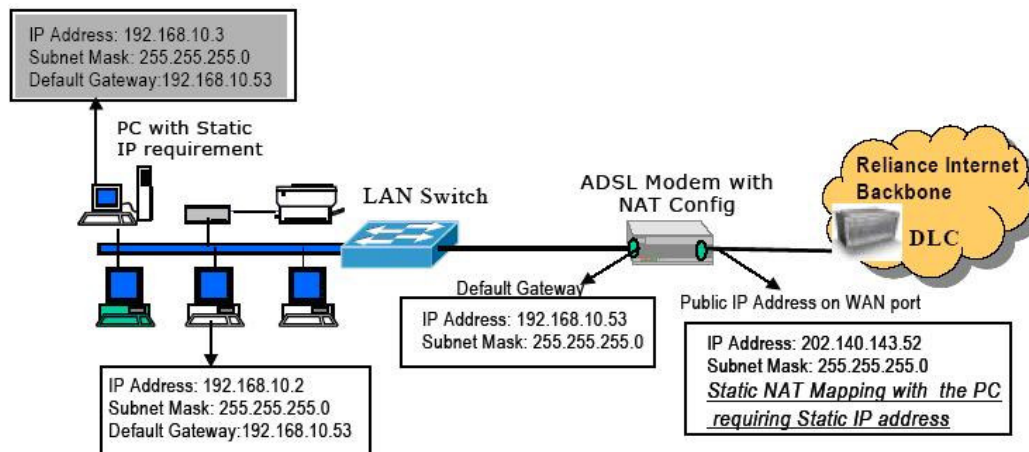 IP Address: 192.168.10.3
Subnet Mask: 255.255.255.0
Default Gateway:192.168.10.53
PC with Static
IP requirement
LAN Switch
ADSL Modem with
NAT Config
Reliance Internet
Backbone
DLC
Default Gateway
IP Address: 192.168.10.53
Subnet Mask: 255.255.255.0
Public IP Address on WAN port
IP Address: 202.140.143.52
Subnet Mask: 255.255.255.0
Static NAT Mapping with the PC
requiring Static IP address
IP Address: 192.168.10.2
Subnet Mask: 255.255.255.0
Default Gateway:192.168.10.53